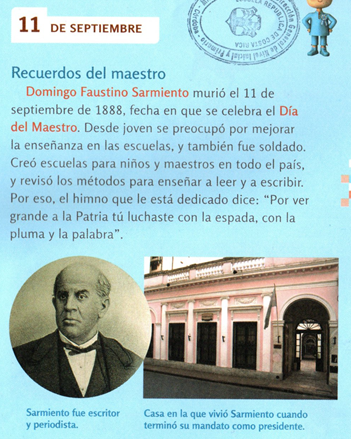 11 DE SEPTIEMBRE
Recuerdos del maestro
Domingo Faustino Sarmiento murió el 11 de
septiembre de 1888, fecha en que se celebra el Día
del Maestro. Desde joven se preocupó por mejorar
la enseñanza en las escuelas, y también fue soldado.
Creó escuelas para niños y maestros en todo el país,
y revisó los métodos para enseñar a leer y a escribir.
Por eso, el himno que le está dedicado dice: “Por ver
grande a la Patria tú luchaste con la espada, con la
pluma y la palabra”.
Sarmiento fue escritor
y periodista.
Casa en la que vivió Sarmiento cuando
terminó su mandato como presidente.